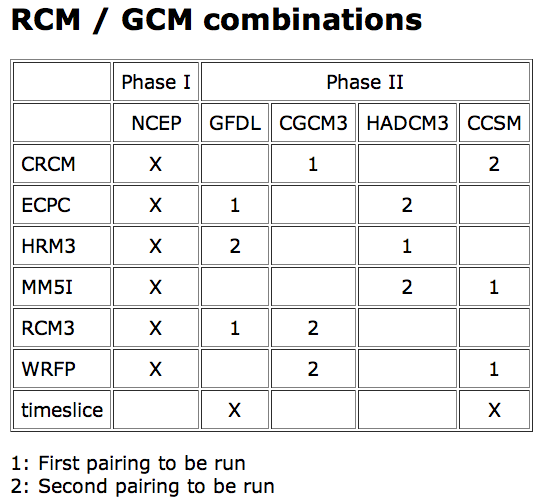 RCM / GCM combinations
Phase I Phase II
NCEP GFDL CGCM3 HADCM3 CCSM
CRCM X 1 2
ECPC X 1 2
HRM3 X 2 1
MM5I X 2 1
RCM3 X 1 2
WRFP X 2 1
timeslice X X
1: First pairing to be run
2: Second pairing to be run